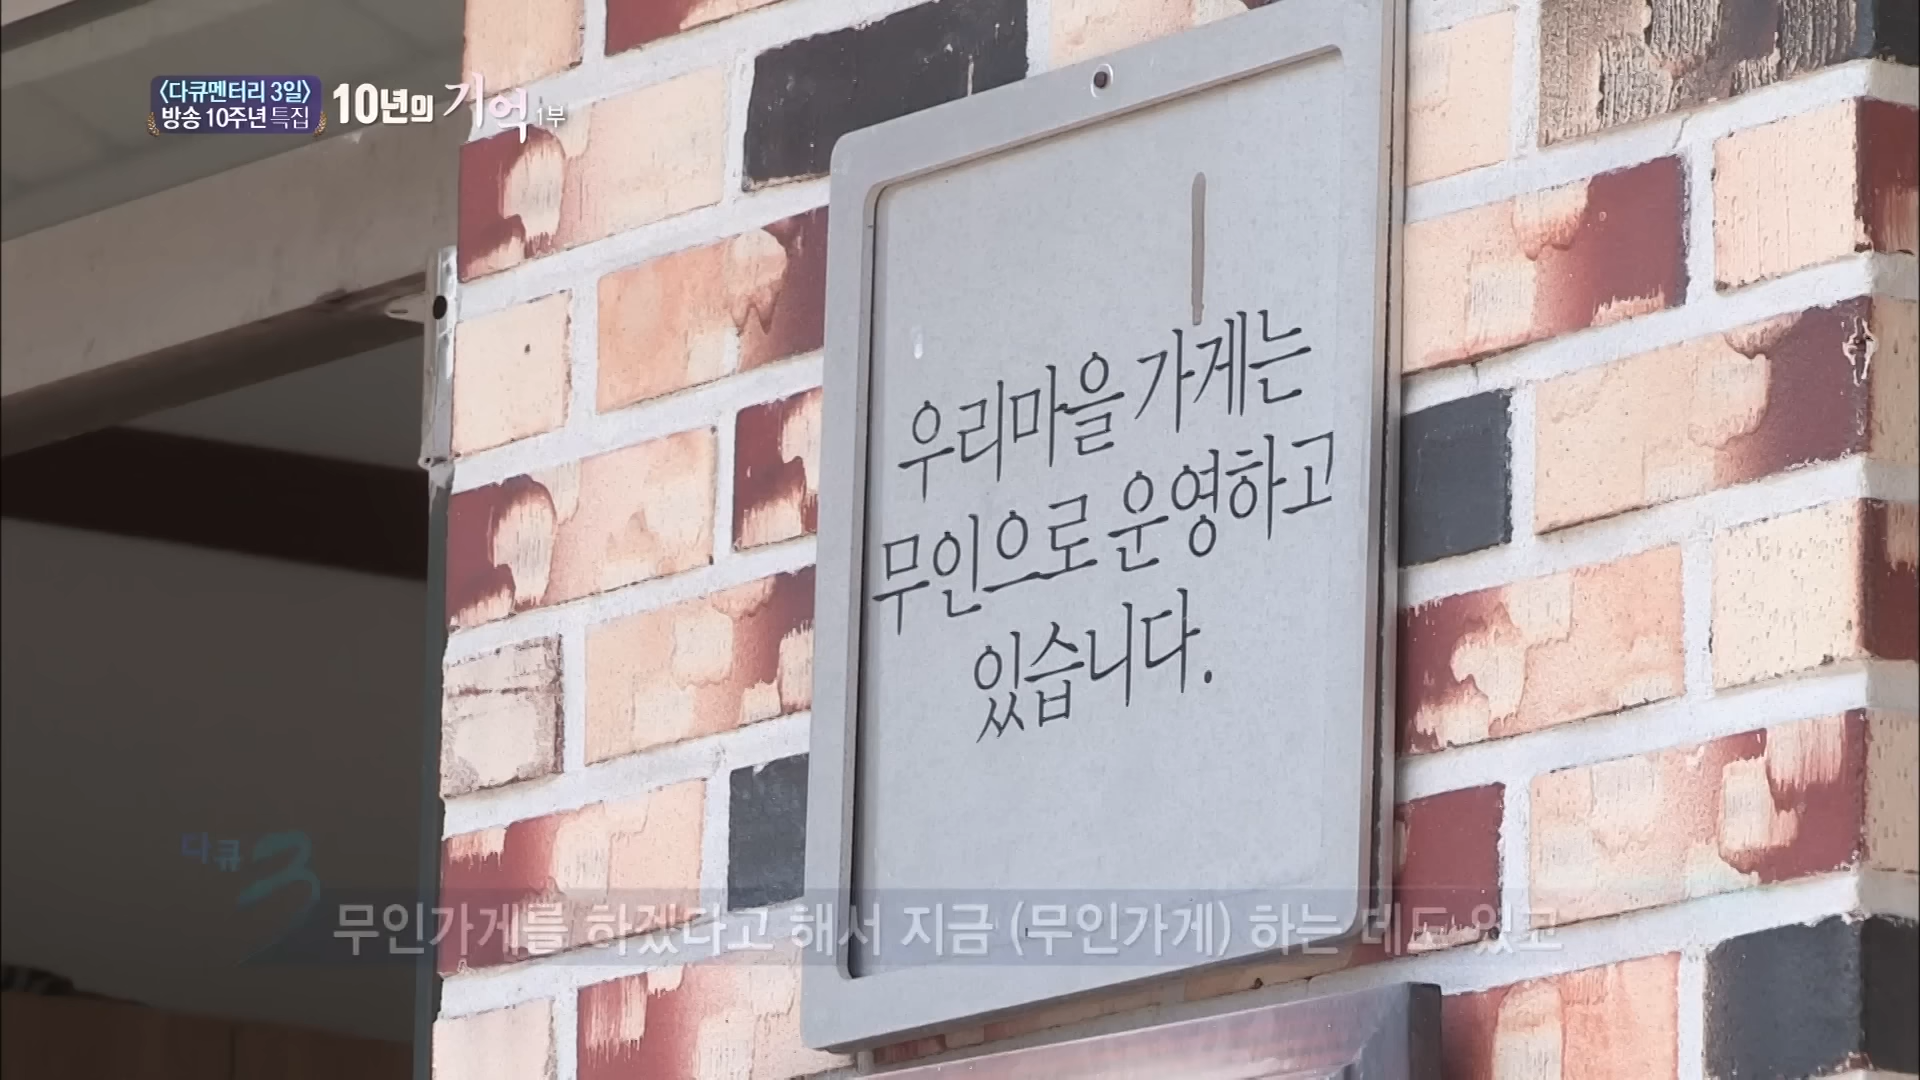 <다큐멘터리 3일>
방송 10주년 특집
10년의 기억 1부
우리마을 가게는
무인으로 운영하고
있습니다.
다큐 3
무인가게를 하겠다고 해서 지금 (무인가게) 하는 데도 있고